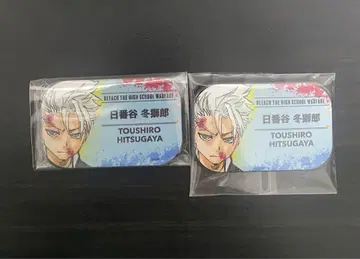 BLEACH THE HIGH SCHOOL WARFARE
日番谷 冬獅郎
TOUSHIRO
HITSUGAYA
BLEACH THE HIGH SCHOOL WARFARE
日番谷 冬獅郎
TOUSHIRO
HITSUGAYA